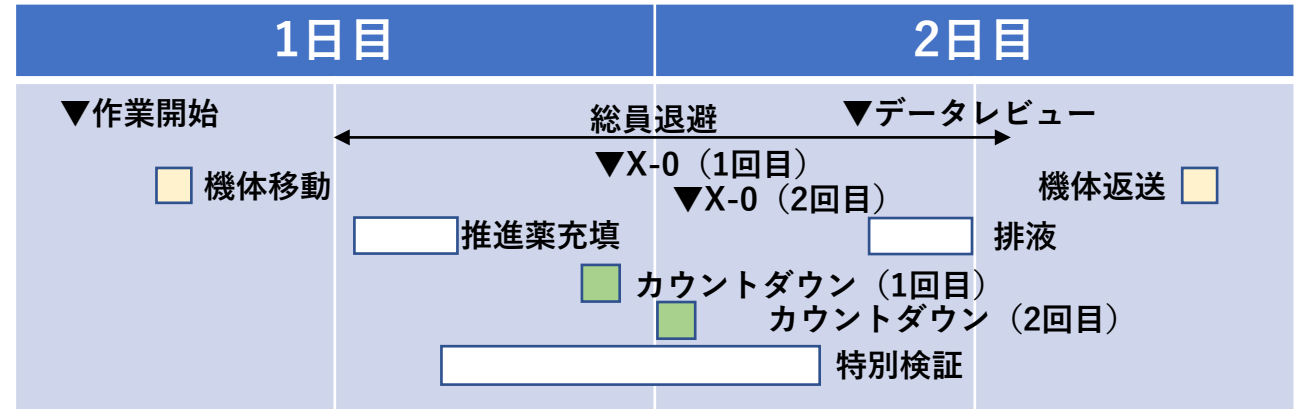 1日目
2日目
▼作業開始
総員退避
▼データレビュー
▼X-0（1回目）
機体移動
▼X-0（2回目）
機体返送
推進薬充填
排液
カウントダウン（1回目）
カウントダウン（2回目）
特別検証